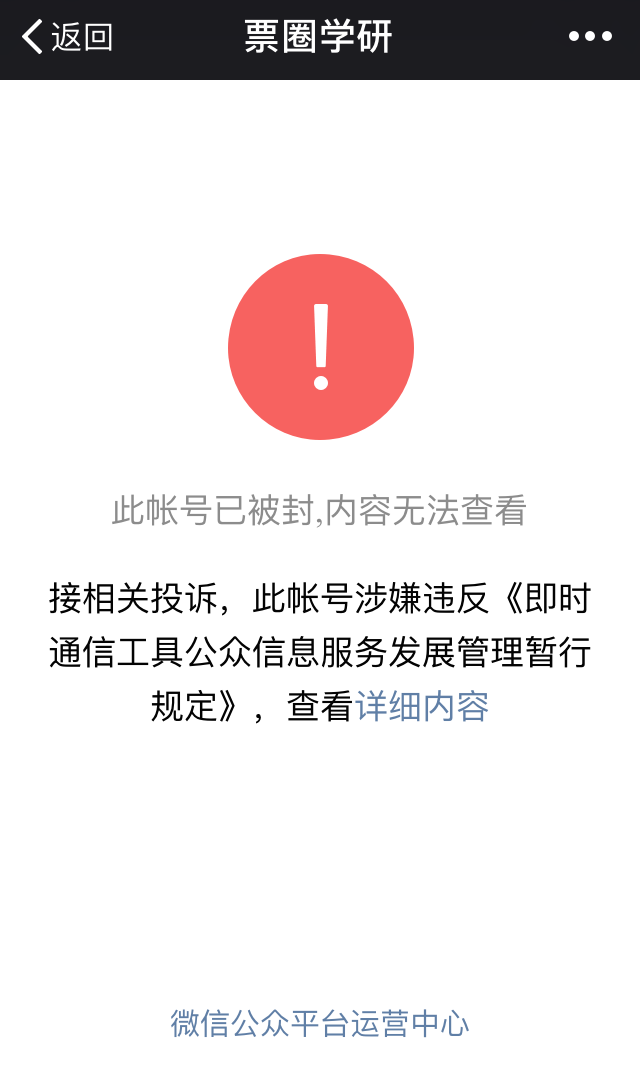 返回
票圈学研
此帐号已被封,内容无法查看
接相关投诉，此帐号涉嫌违反《即时
通信工具公众信息服务发展管理暂行
规定》，查看详细内容
微信公众平台运营中心